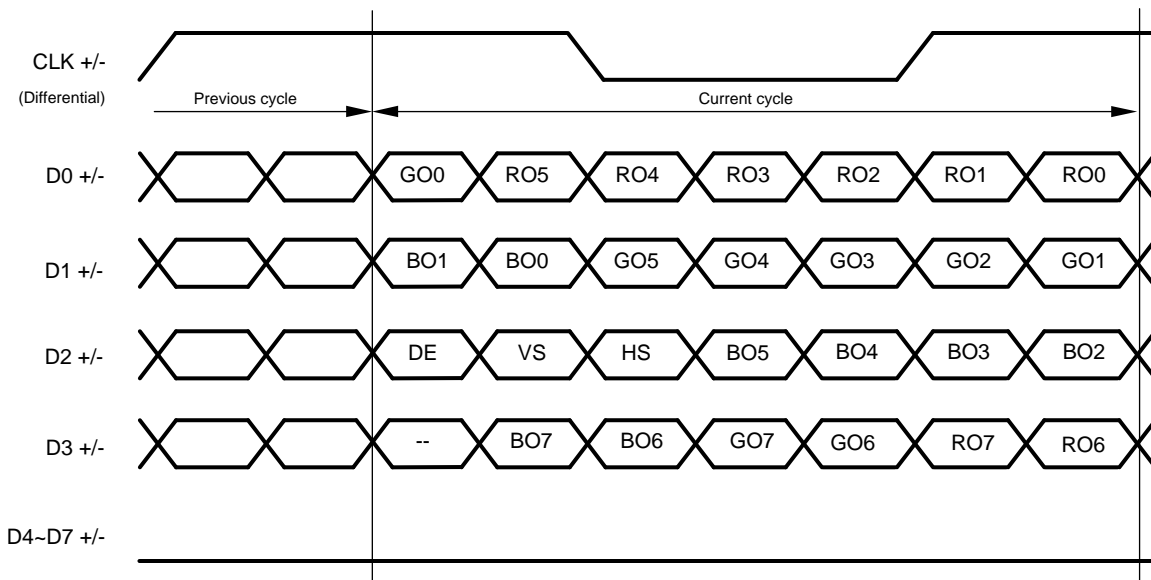 CLK +/-
(Differential)
Previous cycle
Current cycle
D0 +/-
GO0 RO5 RO4 RO3 RO2 RO1 RO0
D1 +/-
BO1 BO0 GO5 GO4 GO3 GO2 GO1
D2 +/-
DE VS HS BO5 BO4 BO3 BO2
D3 +/-
-- BO7 BO6 GO7 GO6 RO7 RO6
D4~D7 +/-